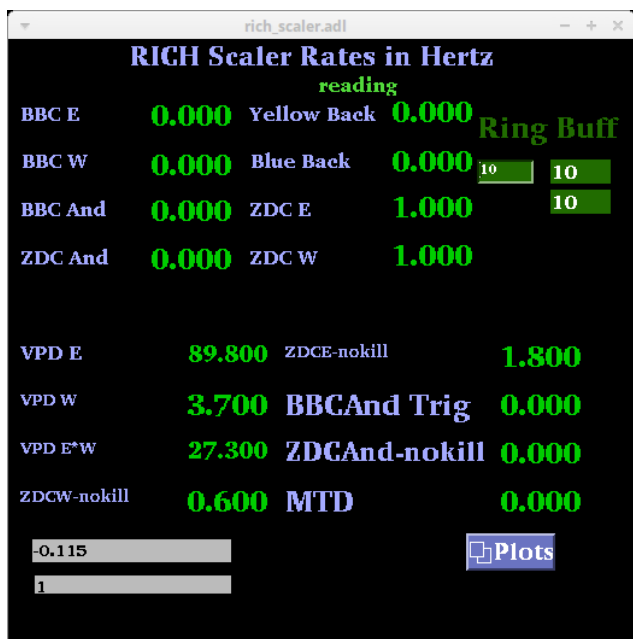 rich_scaler.adl
RICH Scaler Rates in Hertz
reading
BBC E 0.000 Yellow Back 0.000
Ring Buff
BBC W 0.000 Blue Back 0.000 10 10
BBC And 0.000 ZDC E 1.000 10
ZDC And 0.000 ZDC W 1.000
VPD E 89.800 ZDCE-nokill 1.800
VPD W 3.700 BBCAnd Trig 0.000
VPD E*W 27.300 ZDCAnd-nokill 0.000
ZDCW-nokill 0.600 MTD 0.000
-0.115 Plots
1